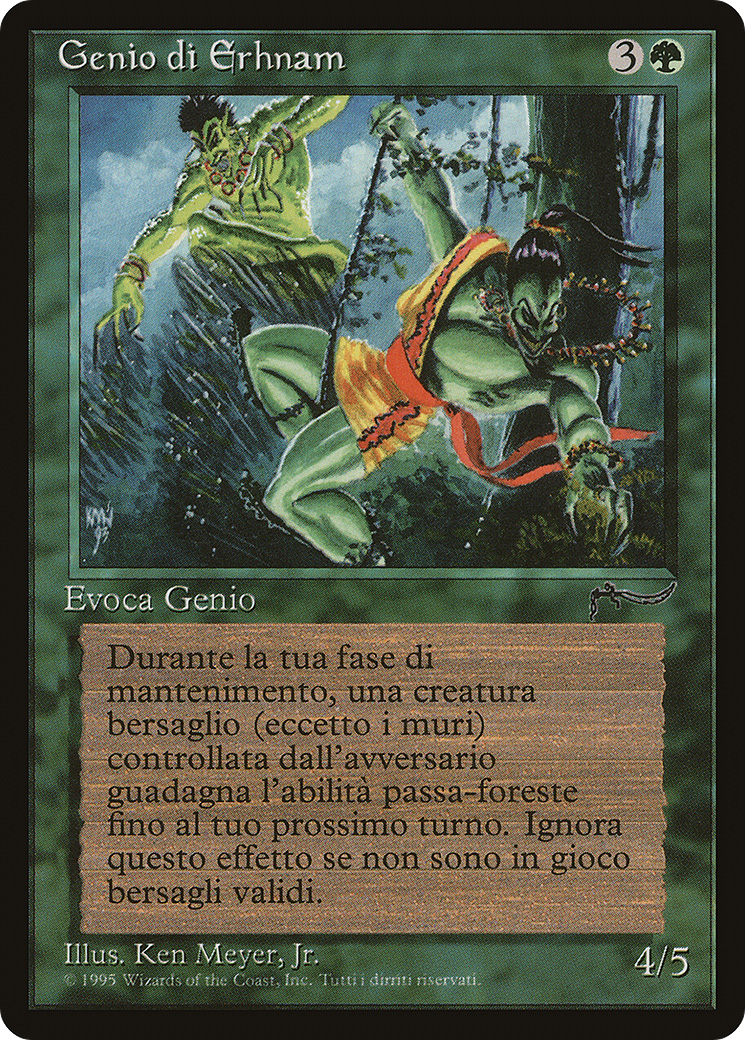 Genio di Erhnam
3
KMJ
Evoca Genio
Durante la tua fase di
mantenimento, una creatura
bersaglio (eccetto i muri)
controllata dall'avversario
guadagna l'abilità passa-foreste
fino al tuo prossimo turno. Ignora
questo effetto se non sono in gioco
bersagli validi.
Illus. Ken Meyer, Jr.
4/5
© 1995 Wizards of the Coast, Inc. Tutti i diritti riservati.